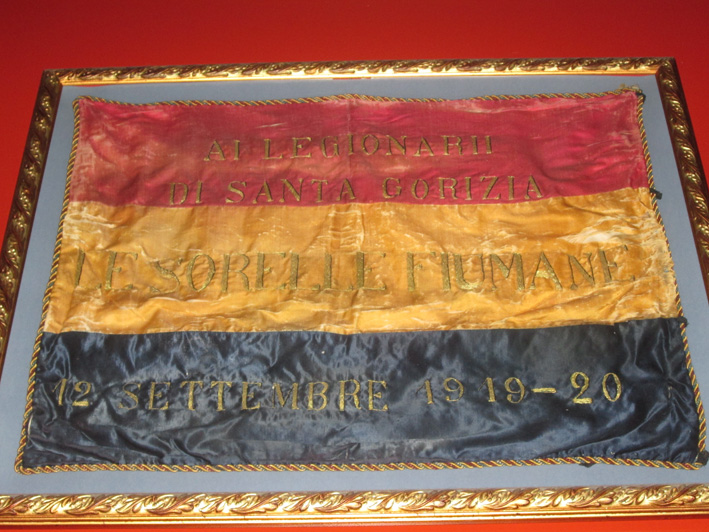 AI LEGIONARII
DI SANTA GORIZIA
LE SORELLE FIUMANE
12 SETTEMBRE 1919-20